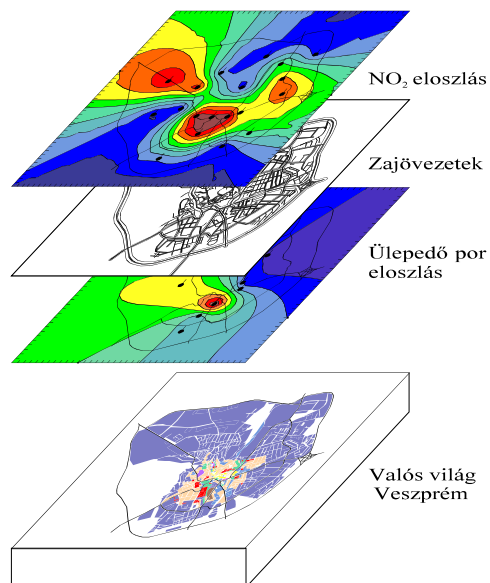 NO₂ eloszlás
Zajövezetek
Ülepedő por
eloszlás
Valós világ
Veszprém